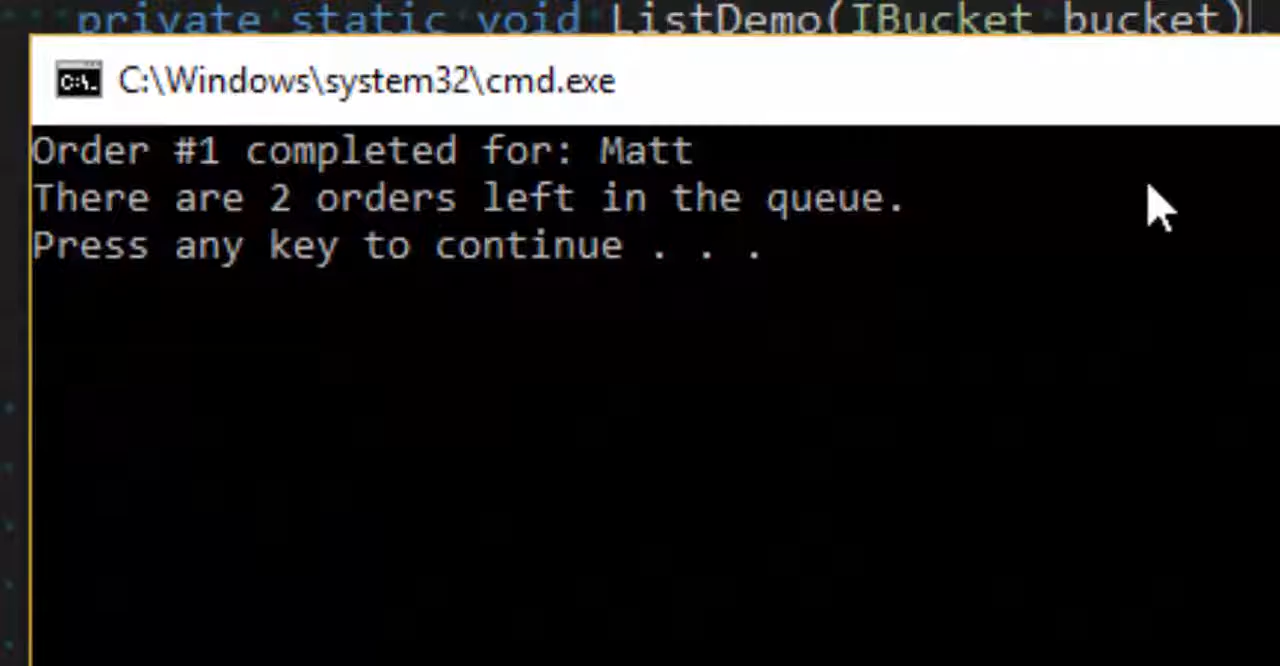 private static void ListDemo(IBucket bucket)
C:\Windows\system32\cmd.exe
Order #1 completed for: Matt
There are 2 orders left in the queue.
Press any key to continue . . .